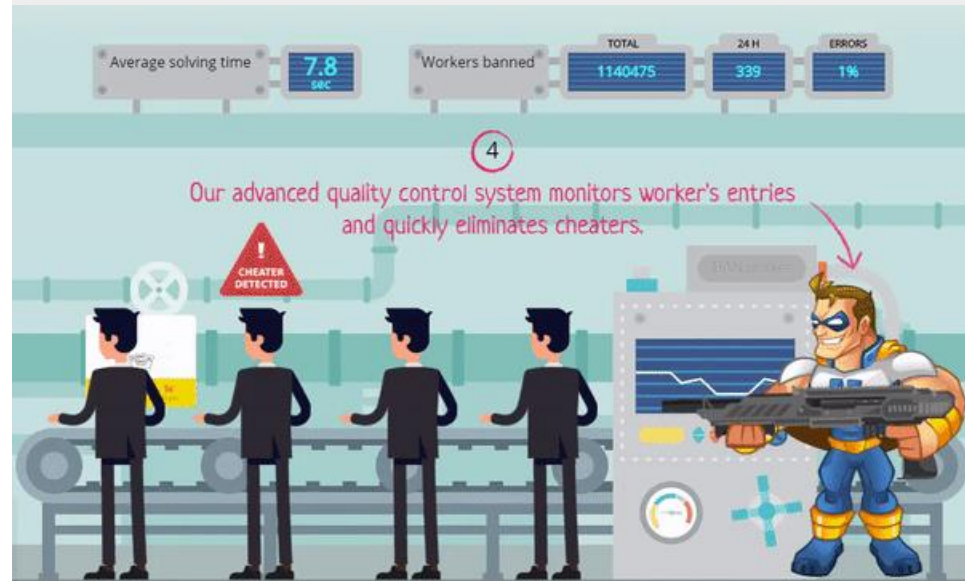 Average solving time
7.8
sec
Workers banned
TOTAL
1140475
24 H
339
ERRORS
1%
4
Our advanced quality control system monitors worker's entries
and quickly eliminates cheaters.
!
CHEATER
DETECTED